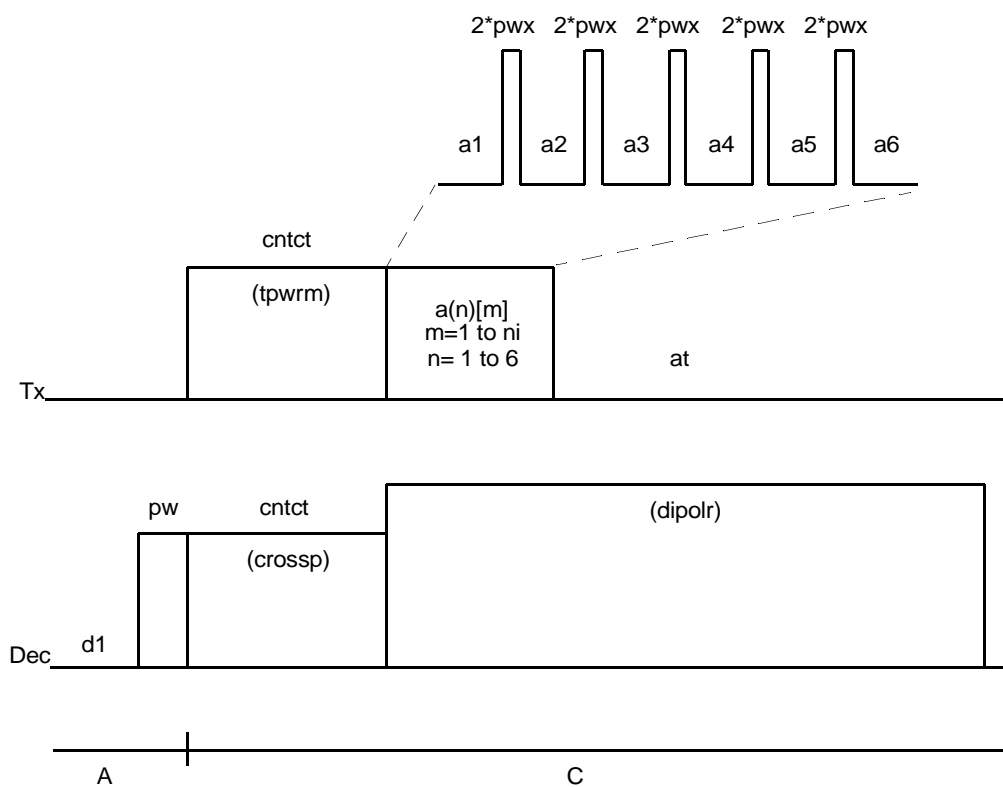 2*pwx 2*pwx 2*pwx 2*pwx 2*pwx
a1 a2 a3 a4 a5 a6
cntct
(tpwrm)
a(n)[m]
m=1 to ni
n= 1 to 6
at
Tx
pw cntct
(dipolr)
(crossp)
d1
Dec
A C